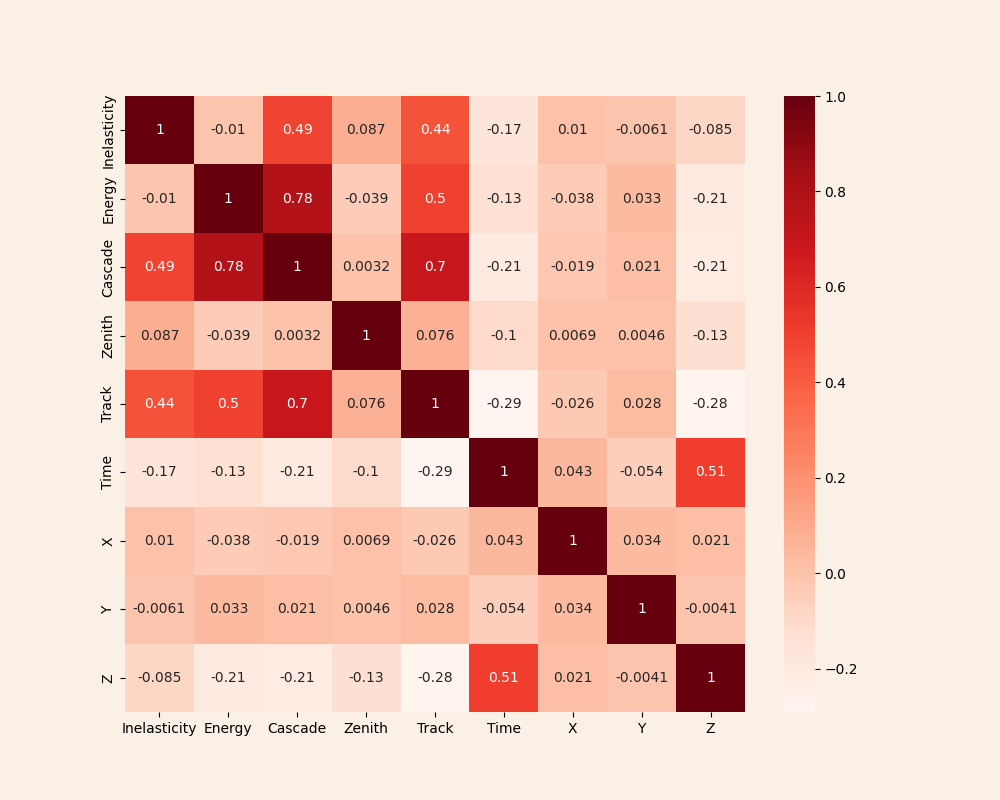 1.0
Inelasticity 1 -0.01 0.49 0.087 0.44 -0.17 0.01 -0.0061 -0.085
0.8
Energy -0.01 1 0.78 -0.039 0.5 -0.13 -0.038 0.033 -0.21
Cascade 0.49 0.78 1 0.0032 0.7 -0.21 -0.019 0.021 -0.21
0.6
Zenith 0.087 -0.039 0.0032 1 0.076 -0.1 0.0069 0.0046 -0.13
0.4
Track 0.44 0.5 0.7 0.076 1 -0.29 -0.026 0.028 -0.28
Time -0.17 -0.13 -0.21 -0.1 -0.29 1 0.043 -0.054 0.51
0.2
X 0.01 -0.038 -0.019 0.0069 -0.026 0.043 1 0.034 0.021
0.0
Y -0.0061 0.033 0.021 0.0046 0.028 -0.054 0.034 1 -0.0041
−0.2
Z -0.085 -0.21 -0.21 -0.13 -0.28 0.51 0.021 -0.0041 1
Inelasticity Energy Cascade Zenith Track Time X Y Z